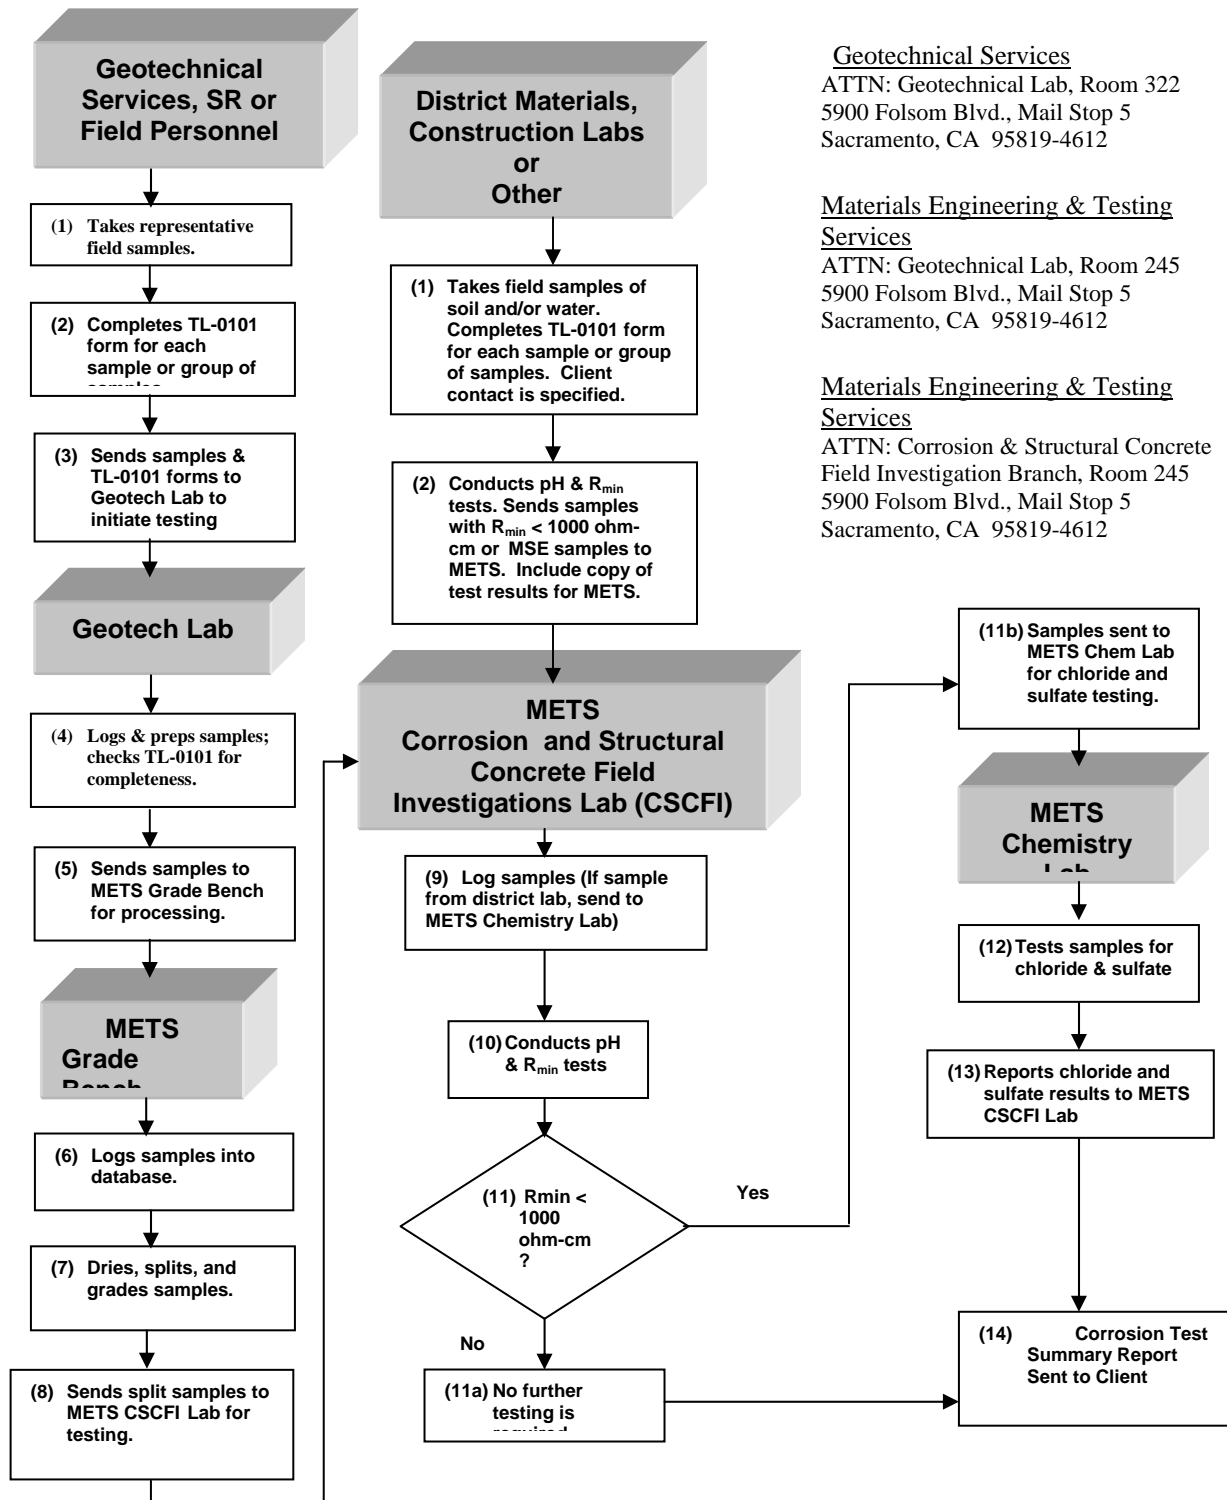 Geotechnical
Services, SR or
Field Personnel
(1) Takes representative
field samples.
(2) Completes TL-0101
form for each
sample or group of
samples
(3) Sends samples &
TL-0101 forms to
Geotech Lab to
initiate testing
Geotech Lab
(4) Logs & preps samples;
checks TL-0101 for
completeness.
(5) Sends samples to
METS Grade Bench
for processing.
METS
Grade
Bench
(6) Logs samples into
database.
(7) Dries, splits, and
grades samples.
(8) Sends split samples to
METS CSCFI Lab for
testing.
District Materials,
Construction Labs
or
Other
(1) Takes field samples of
soil and/or water.
Completes TL-0101 form
for each sample or group
of samples. Client
contact is specified.
(2) Conducts pH & Rmin
tests. Sends samples
with Rmin < 1000 ohm-
cm or MSE samples to
METS. Include copy of
test results for METS.
METS
Corrosion and Structural
Concrete Field
Investigations Lab (CSCFI)
(9) Log samples (If sample
from district lab, send to
METS Chemistry Lab)
(10) Conducts pH
& Rmin tests
(11) Rmin <
1000
ohm-cm
?
Yes
No
(11a) No further
testing is
required
Geotechnical Services
ATTN: Geotechnical Lab, Room 322
5900 Folsom Blvd., Mail Stop 5
Sacramento, CA 95819-4612
Materials Engineering & Testing
Services
ATTN: Geotechnical Lab, Room 245
5900 Folsom Blvd., Mail Stop 5
Sacramento, CA 95819-4612
Materials Engineering & Testing
Services
ATTN: Corrosion & Structural Concrete
Field Investigation Branch, Room 245
5900 Folsom Blvd., Mail Stop 5
Sacramento, CA 95819-4612
(11b) Samples sent to
METS Chem Lab
for chloride and
sulfate testing.
METS
Chemistry
Lab
(12) Tests samples for
chloride & sulfate
(13) Reports chloride and
sulfate results to METS
CSCFI Lab
(14) Corrosion Test
Summary Report
Sent to Client